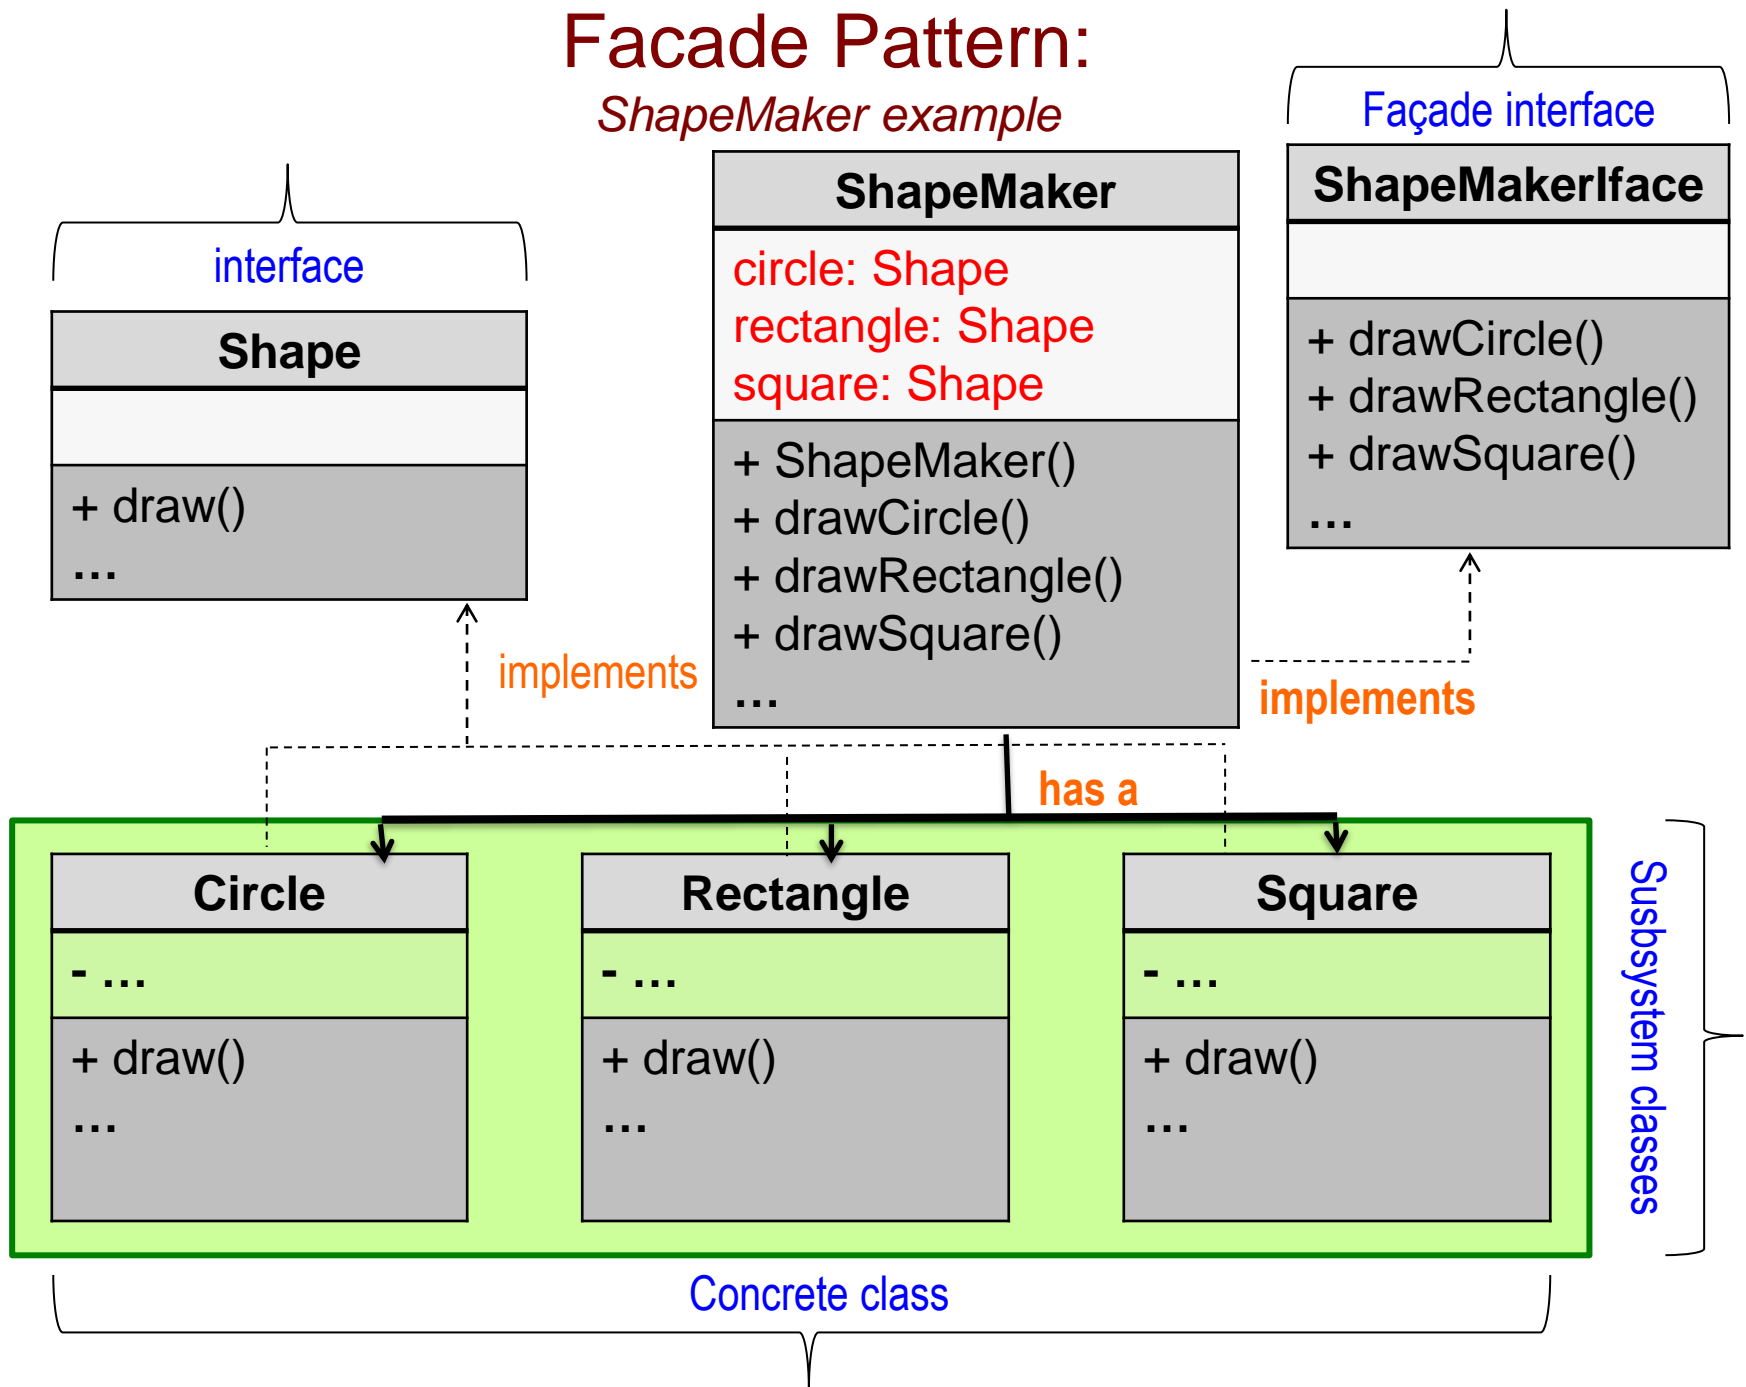 Facade Pattern:
ShapeMaker example
Façade interface
ShapeMakerIface
+ drawCircle()
+ drawRectangle()
+ drawSquare()
…
ShapeMaker
circle: Shape
rectangle: Shape
square: Shape
+ ShapeMaker()
+ drawCircle()
+ drawRectangle()
+ drawSquare()
…
interface
Shape
+ draw()
…
implements
implements
has a
Circle
- …
+ draw()
…
Rectangle
- …
+ draw()
…
Square
- …
+ draw()
…
Susbsystem classes
Concrete class